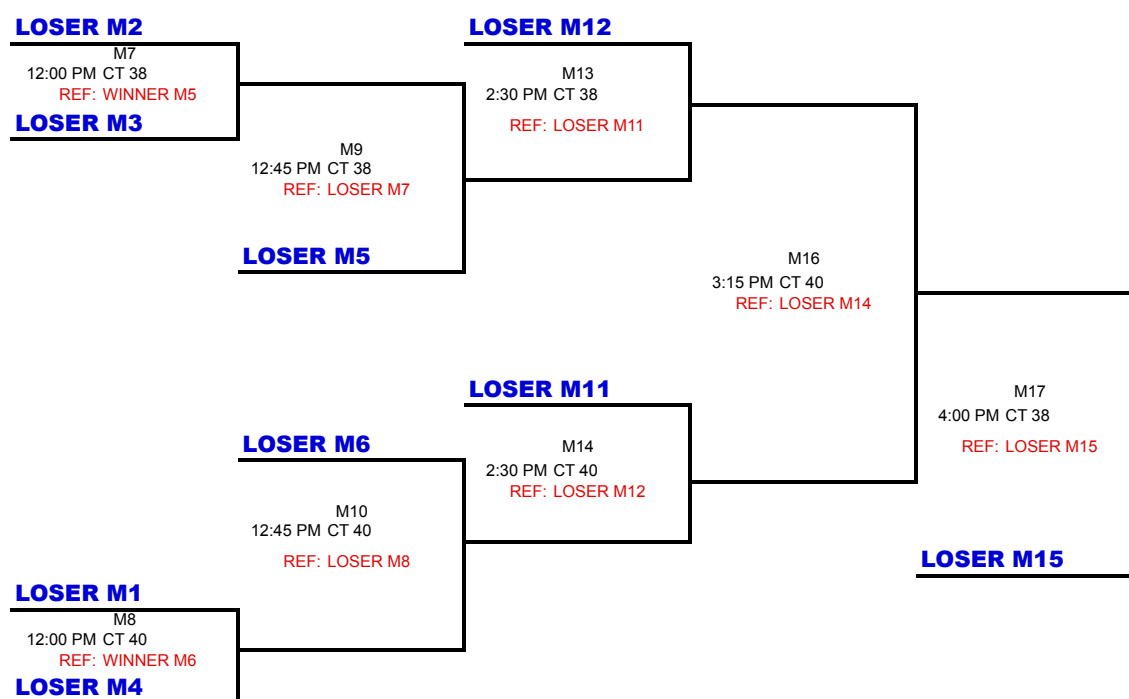 LOSER M2
M7
12:00 PM CT 38
REF: WINNER M5
LOSER M3
M9
12:45 PM CT 38
REF: LOSER M7
LOSER M5
LOSER M12
M13
2:30 PM CT 38
REF: LOSER M11
M16
3:15 PM CT 40
REF: LOSER M14
LOSER M11
M14
2:30 PM CT 40
REF: LOSER M12
LOSER M6
M10
12:45 PM CT 40
REF: LOSER M8
LOSER M1
M8
12:00 PM CT 40
REF: WINNER M6
LOSER M4
M17
4:00 PM CT 38
REF: LOSER M15
LOSER M15